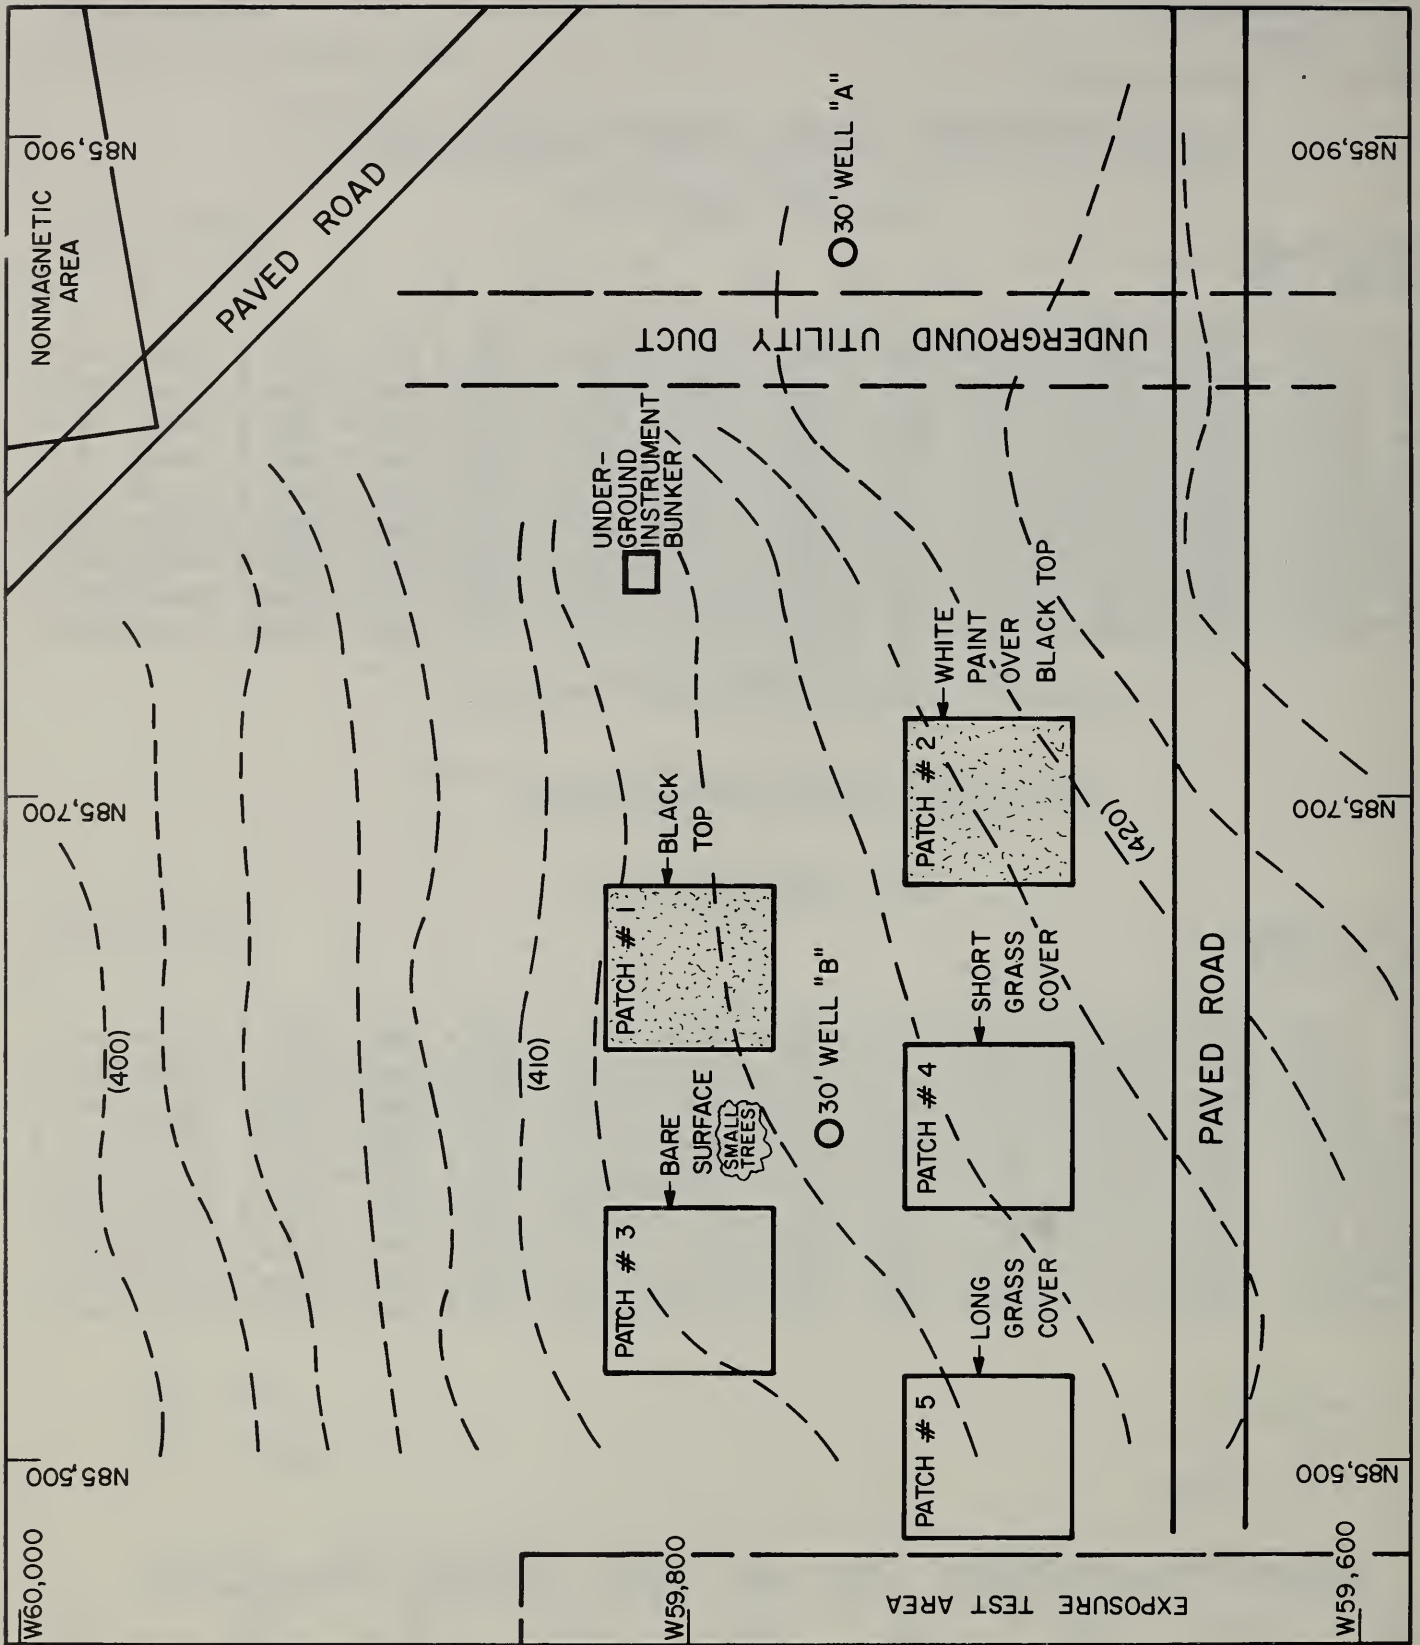 NONMAGNETIC
AREA
N85,900
PAVED ROAD
30' WELL "A"
N85,900
UNDERGROUND UTILITY DUCT
UNDER-
GROUND
INSTRUMENT
BUNKER
WHITE
PAINT
OVER
BLACK TOP
PATCH # 2
N85,700
BLACK
TOP
PATCH # 1
(420)
N85,700
(400)
(410)
30' WELL "B"
SHORT
GRASS
COVER
PATCH # 4
PAVED ROAD
BARE
SURFACE
SMALL
TREES
PATCH # 3
LONG
GRASS
COVER
PATCH # 5
N85,500
N85,500
W60,000
W59,800
W59,600
EXPOSURE TEST AREA